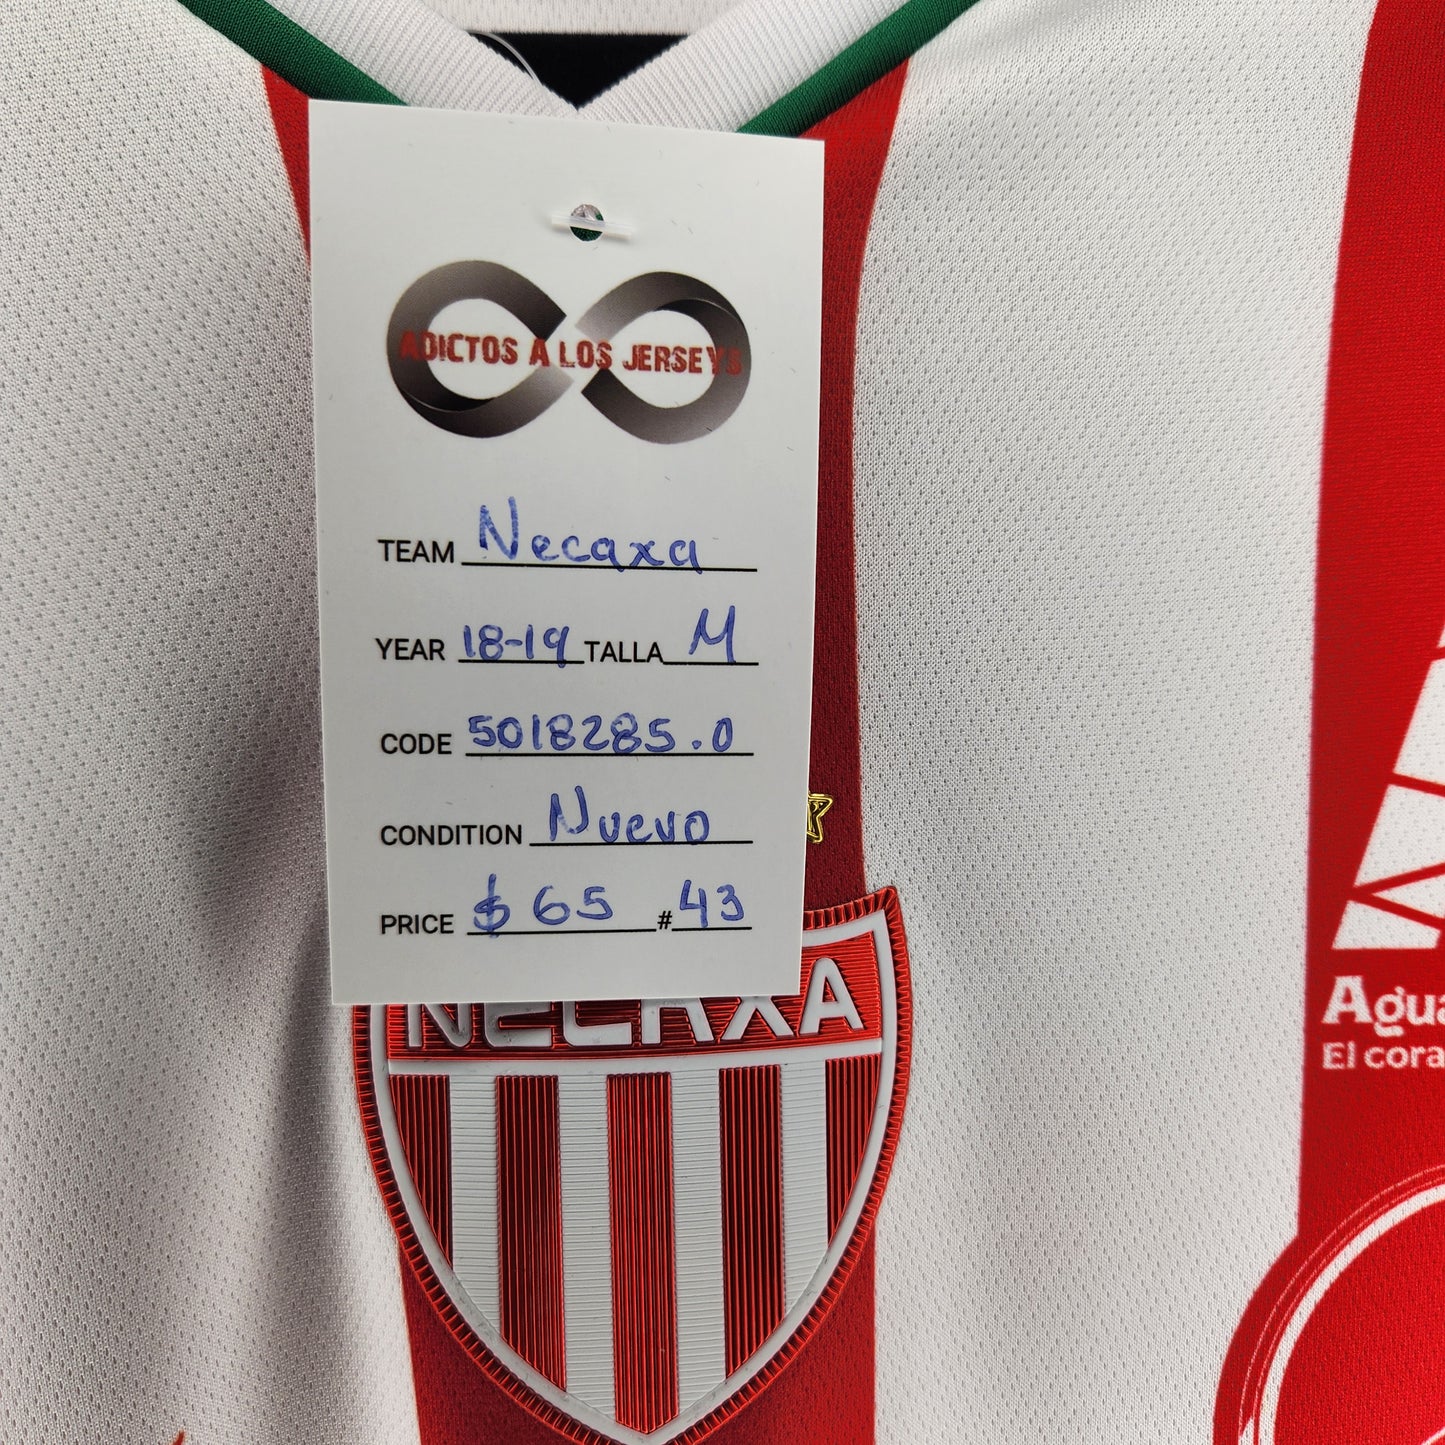 ADICTOS A LOS JERSEYS
TEAM Necaxa
YEAR 18-19 TALLA M
CODE 5018285.0
CONDITION Nuevo
PRICE $ 65 # 43
NECAXA
Agua
El cora